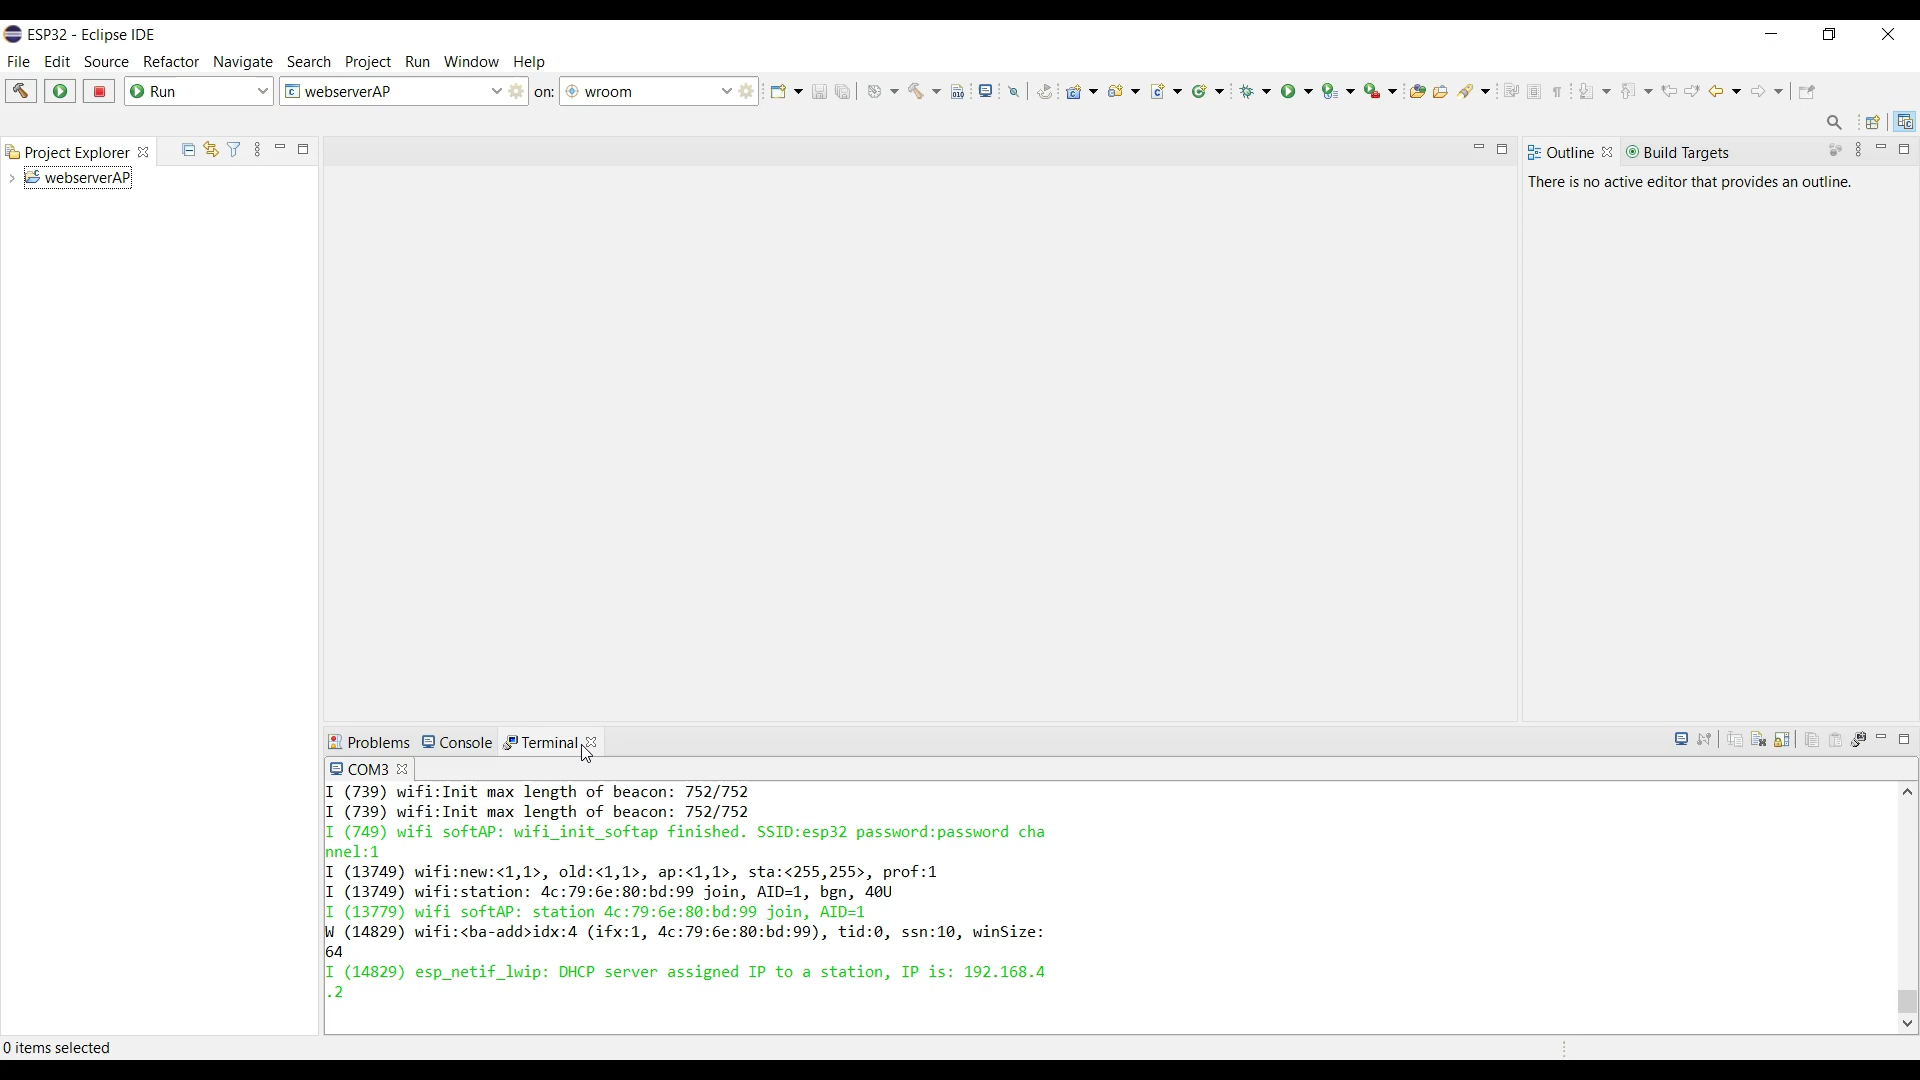 ESP32 - Eclipse IDE
File Edit Source Refactor Navigate Search Project Run Window Help
Run webserverAP on: wroom
Project Explorer
webserverAP
Outline Build Targets
There is no active editor that provides an outline.
Problems Console Terminal
COM3
I (739) wifi:Init max length of beacon: 752/752
I (739) wifi:Init max length of beacon: 752/752
I (749) wifi softAP: wifi_init_softap finished. SSID:esp32 password:password cha
nnel:1
I (13749) wifi:new:<1,1>, old:<1,1>, ap:<1,1>, sta:<255,255>, prof:1
I (13749) wifi:station: 4c:79:6e:80:bd:99 join, AID=1, bgn, 40U
I (13779) wifi softAP: station 4c:79:6e:80:bd:99 join, AID=1
W (14829) wifi:<ba-add>idx:4 (ifx:1, 4c:79:6e:80:bd:99), tid:0, ssn:10, winSize:
64
I (14829) esp_netif_lwip: DHCP server assigned IP to a station, IP is: 192.168.4
.2
0 items selected